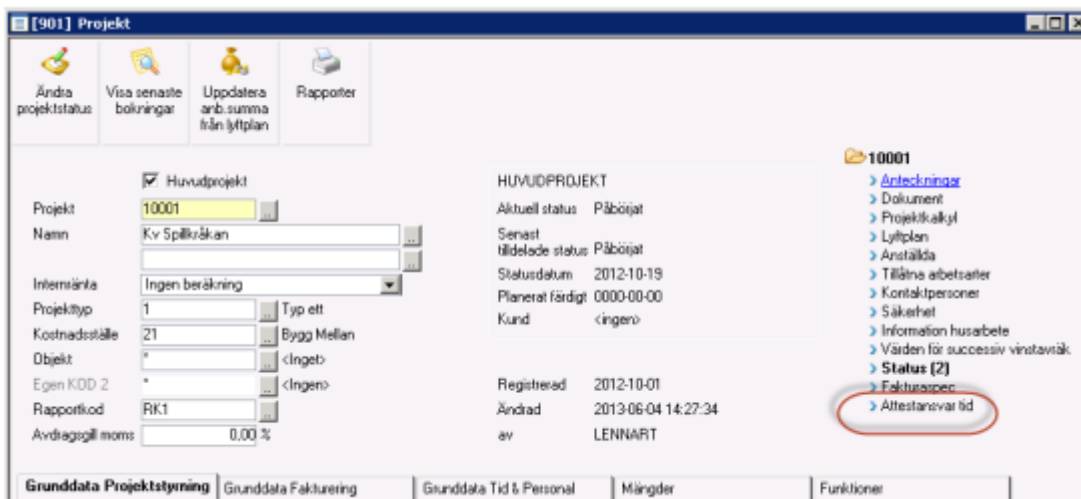 [901] Projekt
Ändra projektstatus
Visa senaste bokningar
Uppdatera anb.summa från lyftplan
Rapporter
Huvudprojekt
Projekt 10001
Namn Kv Spillkråkan
Internränta Ingen beräkning
Projekttyp 1 Typ ett
Kostnadsställe 21 Bygg Mellan
Objekt * <Inget>
Egen KOD 2 * <Ingen>
Rapportkod RK1
Avdragsgill moms 0,00 %
HUVUDPROJEKT
Aktuell status Påbörjat
Senast tilldelade status Påbörjat
Statusdatum 2012-10-19
Planerat färdigt 0000-00-00
Kund <ingen>
Registrerad 2012-10-01
Ändrad 2013-06-04 14:27:34
av LENNART
10001
Anteckningar
Dokument
Projektkalkyl
Lyftplan
Anställda
Tillåtna arbetsarter
Kontaktpersoner
Säkerhet
Information husarbete
Värden för successiv vinstavräk
Status (2)
Fakturaspec
Attestansvar tid
Grunddata Projektstyrning
Grunddata Fakturering
Grunddata Tid & Personal
Mängder
Funktioner